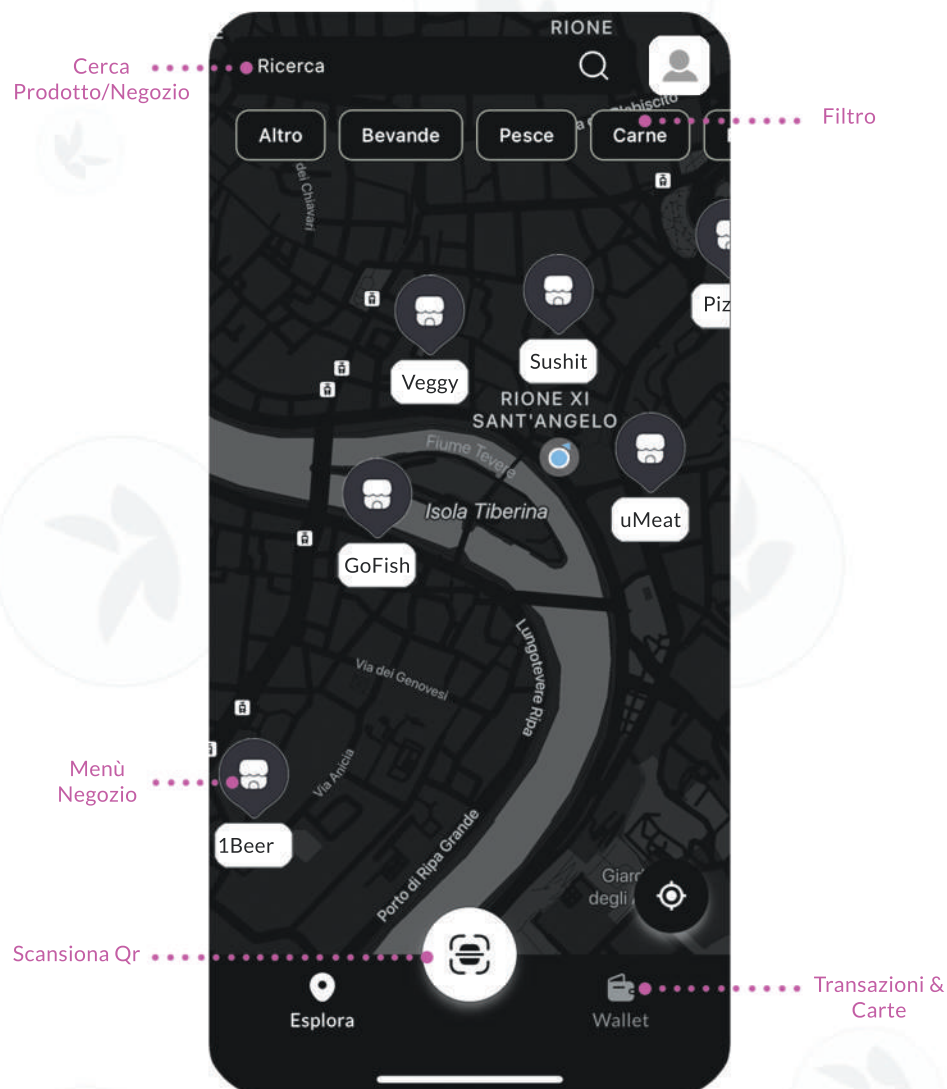 RIONE
Cerca
Prodotto/Negozio
Ricerca
Filtro
Altro
Bevande
Pesce
Carne
dei Chiavari
Veggy
Sushit
Piz
RIONE XI
SANT'ANGELO
Fiume Tevere
Isola Tiberina
uMeat
GoFish
Lungotevere Ripa
Via dei Genovesi
Via Anicia
Menù
Negozio
1Beer
Porto di Ripa Grande
Giard
degli
Scansiona Qr
Esplora
Wallet
Transazioni &
Carte